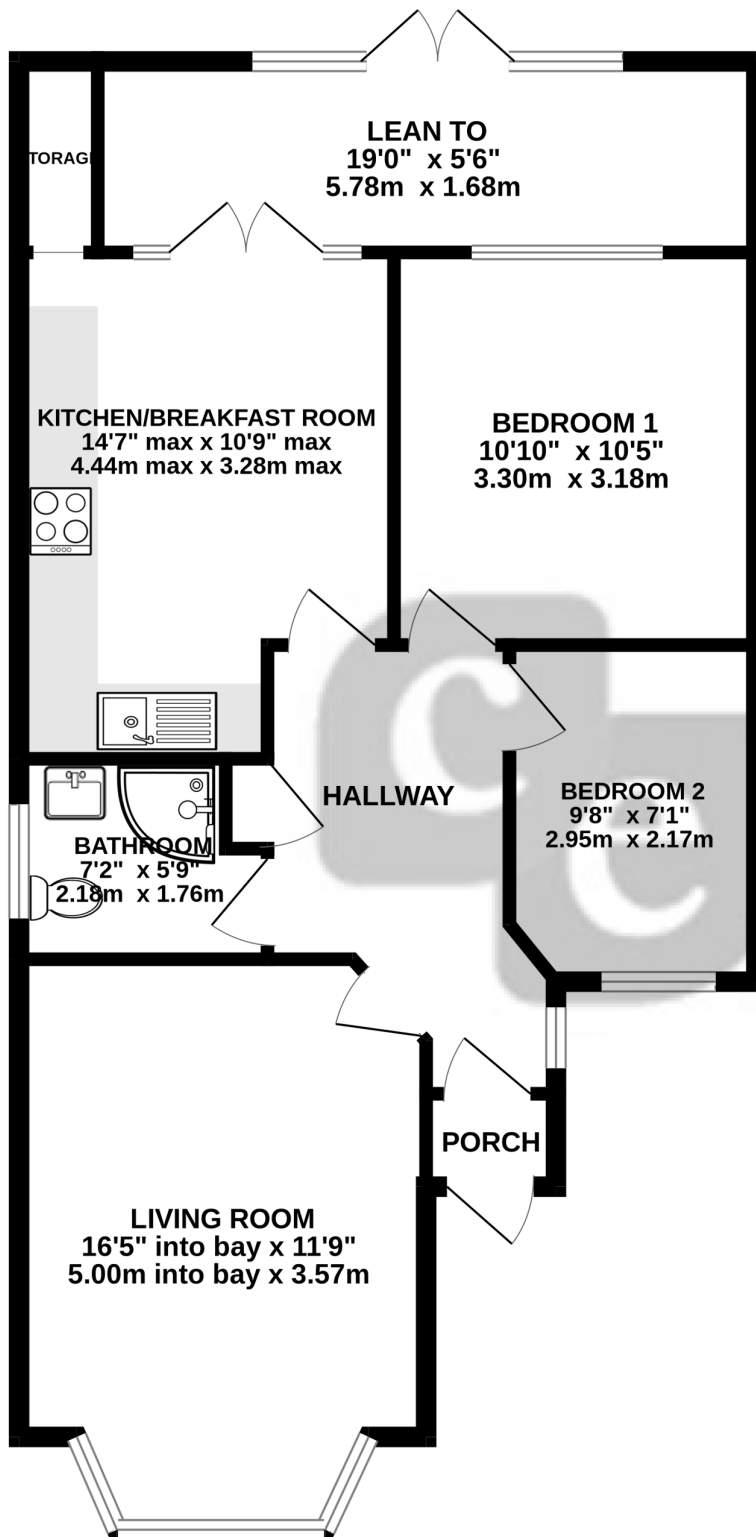 LEAN TO
19'0" x 5'6"
5.78m x 1.68m
TORAG
KITCHEN/BREAKFAST ROOM
14'7" max x 10'9" max
4.44m max x 3.28m max
BEDROOM 1
10'10" x 10'5"
3.30m x 3.18m
HALLWAY
BEDROOM 2
9'8" x 7'1"
2.95m x 2.17m
BATHROOM
7'2" x 5'9"
2.18m x 1.76m
PORCH
LIVING ROOM
16'5" into bay x 11'9"
5.00m into bay x 3.57m